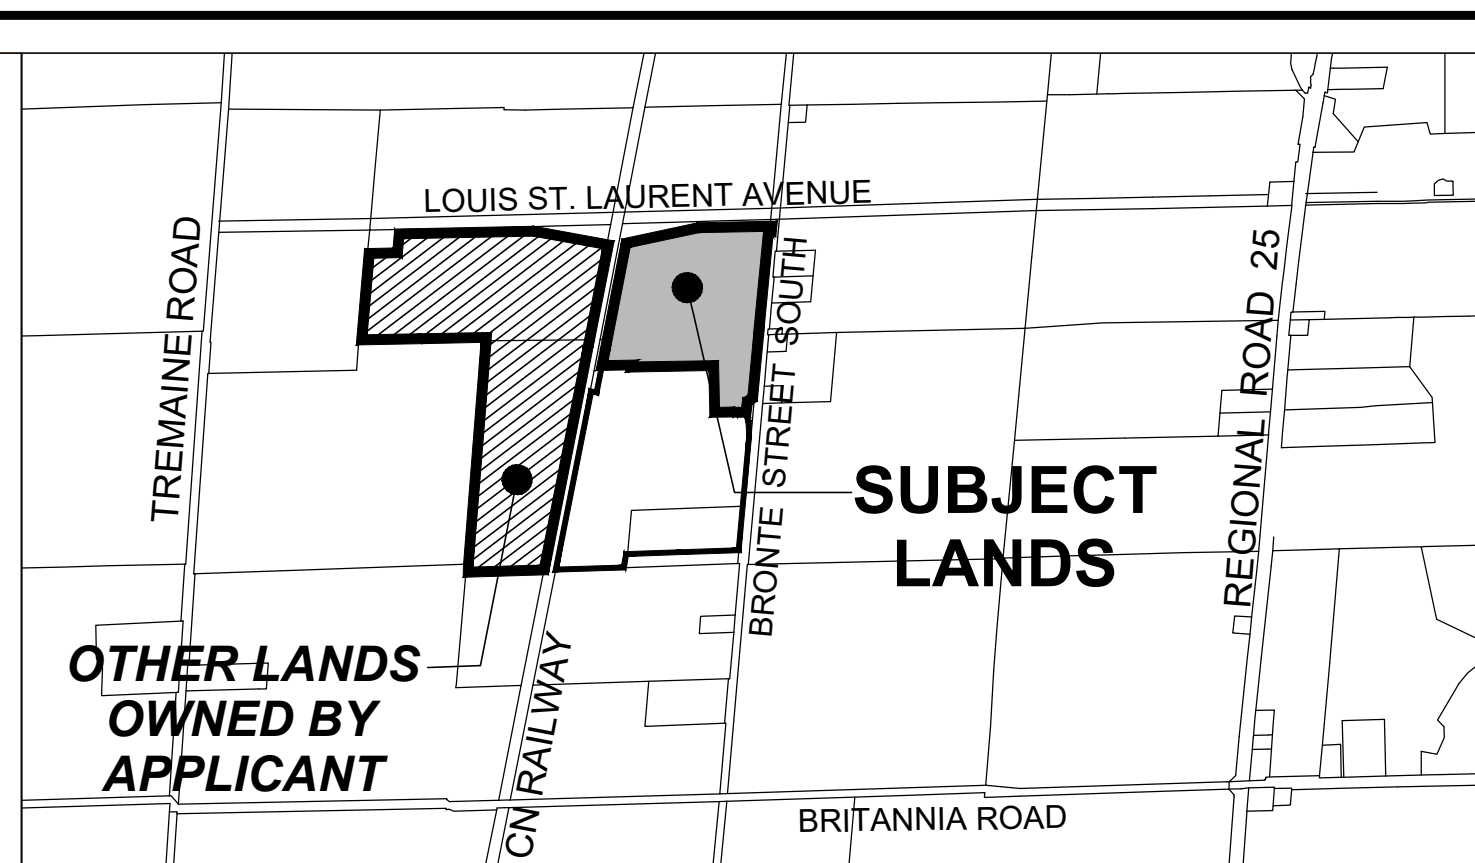 LOUIS ST. LAURENT AVENUE
TREMAINE ROAD
BRONTE STREET SOUTH
REGIONAL ROAD 25
SUBJECT
LANDS
OTHER LANDS
OWNED BY
APPLICANT
CN RAILWAY
BRITANNIA ROAD